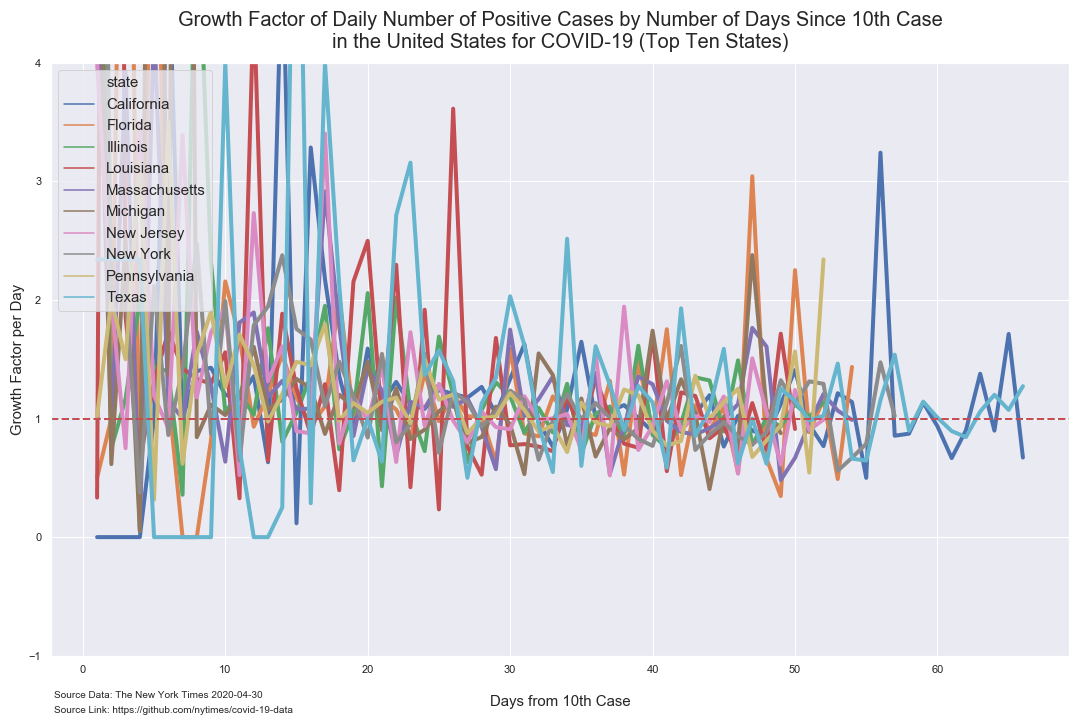 Growth Factor of Daily Number of Positive Cases by Number of Days Since 10th Case
in the United States for COVID-19 (Top Ten States)
4
3
2
1
0
−1
Growth Factor per Day
state
California
Florida
Illinois
Louisiana
Massachusetts
Michigan
New Jersey
New York
Pennsylvania
Texas
0 10 20 30 40 50 60
Days from 10th Case
Source Data: The New York Times 2020-04-30
Source Link: https://github.com/nytimes/covid-19-data